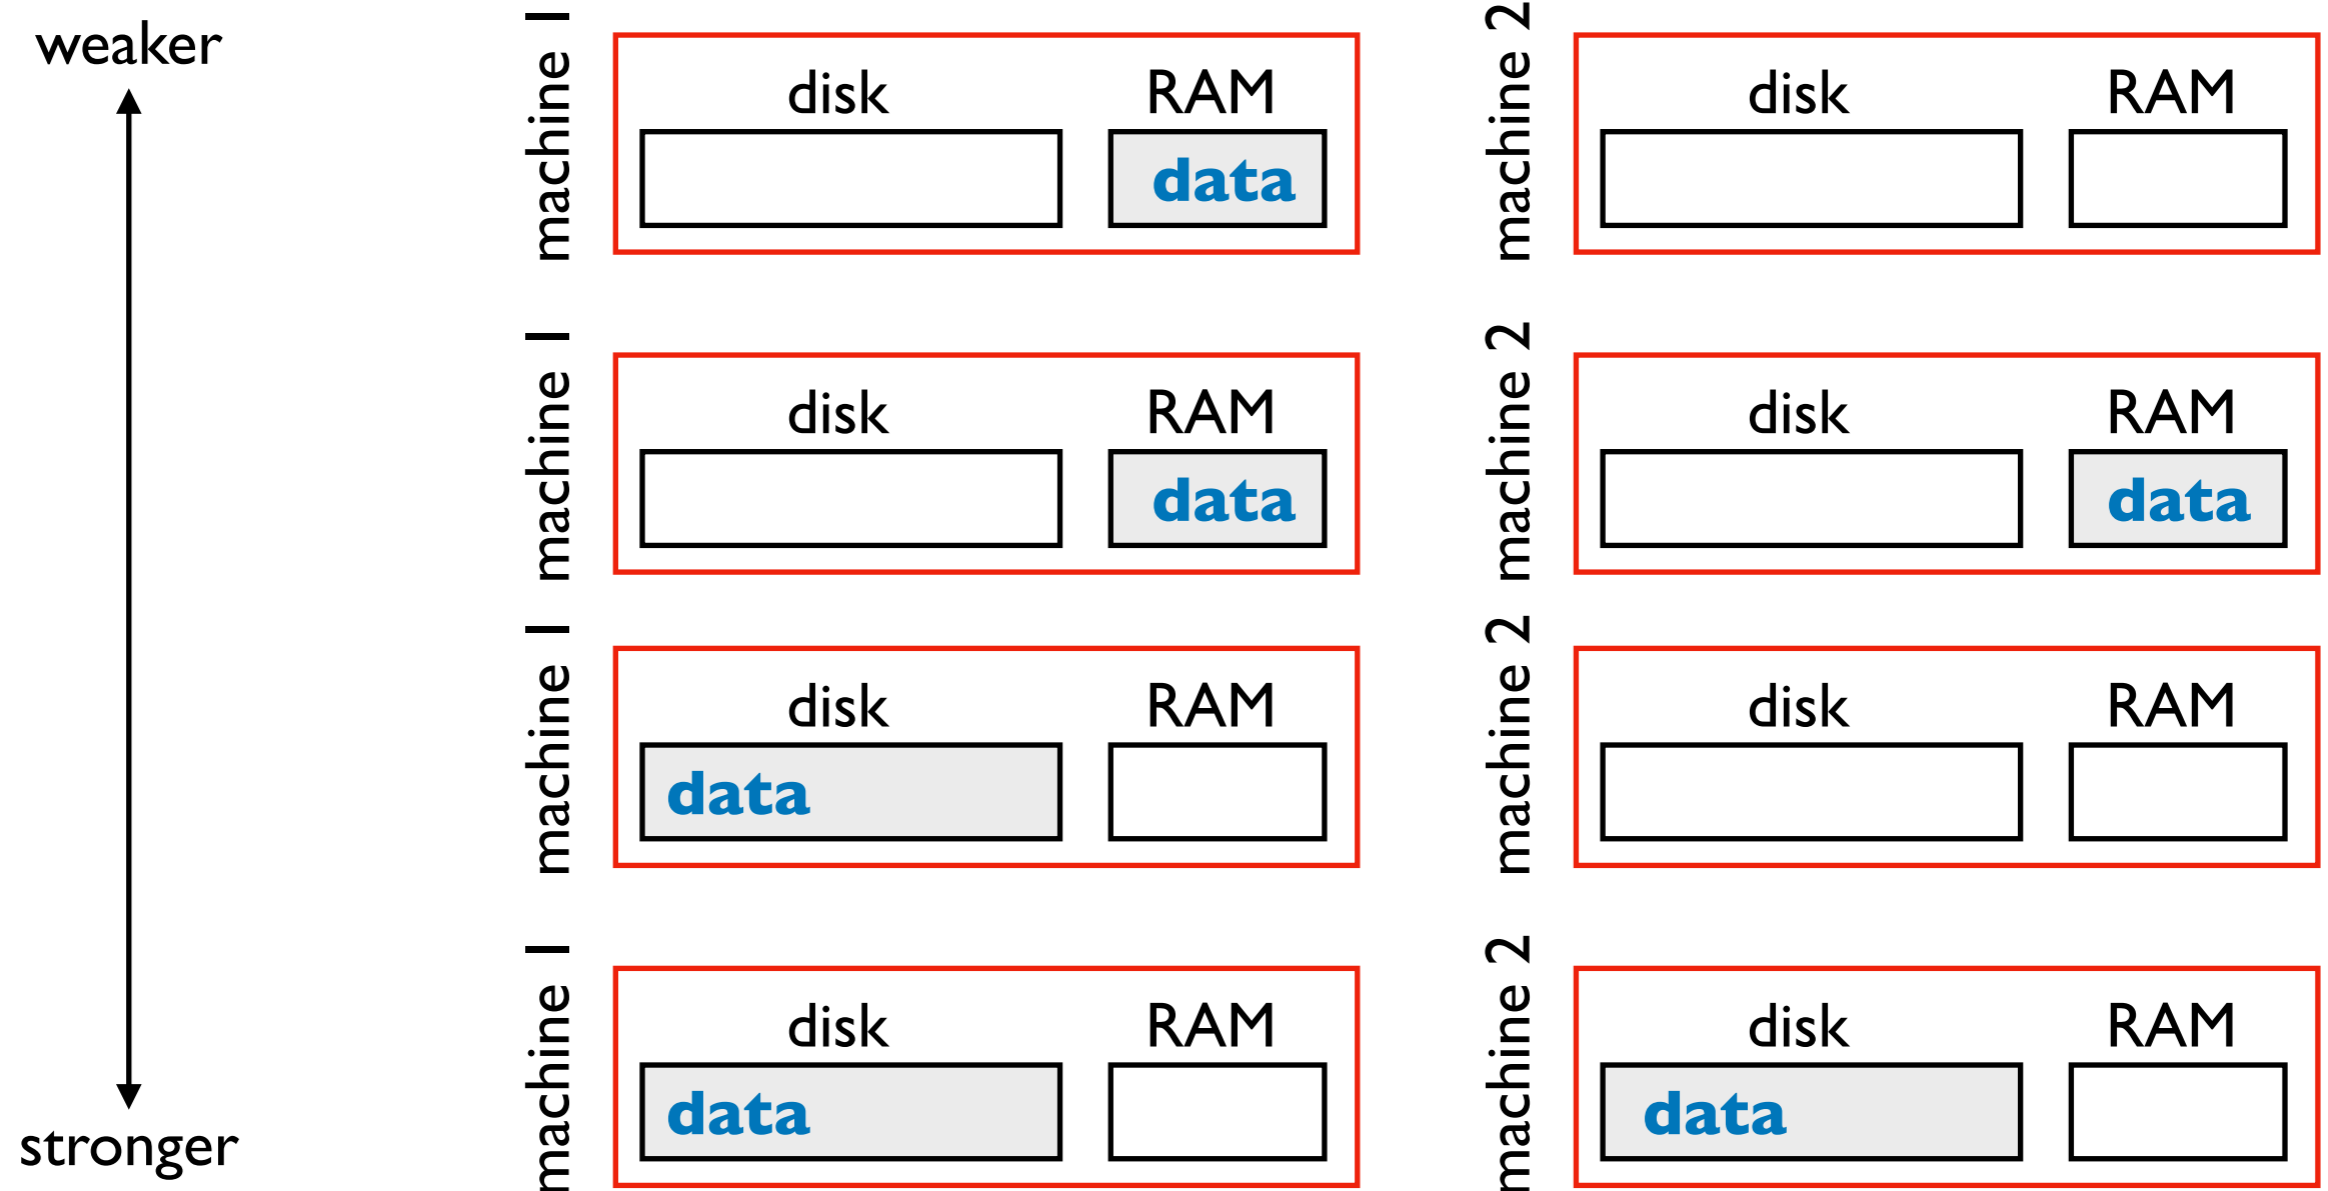 weaker
machine 1
disk RAM
data
machine 2
disk RAM
machine 1
disk RAM
data
machine 2
disk RAM
data
machine 1
disk RAM
data
machine 2
disk RAM
machine 1
disk RAM
data
machine 2
disk RAM
data
stronger